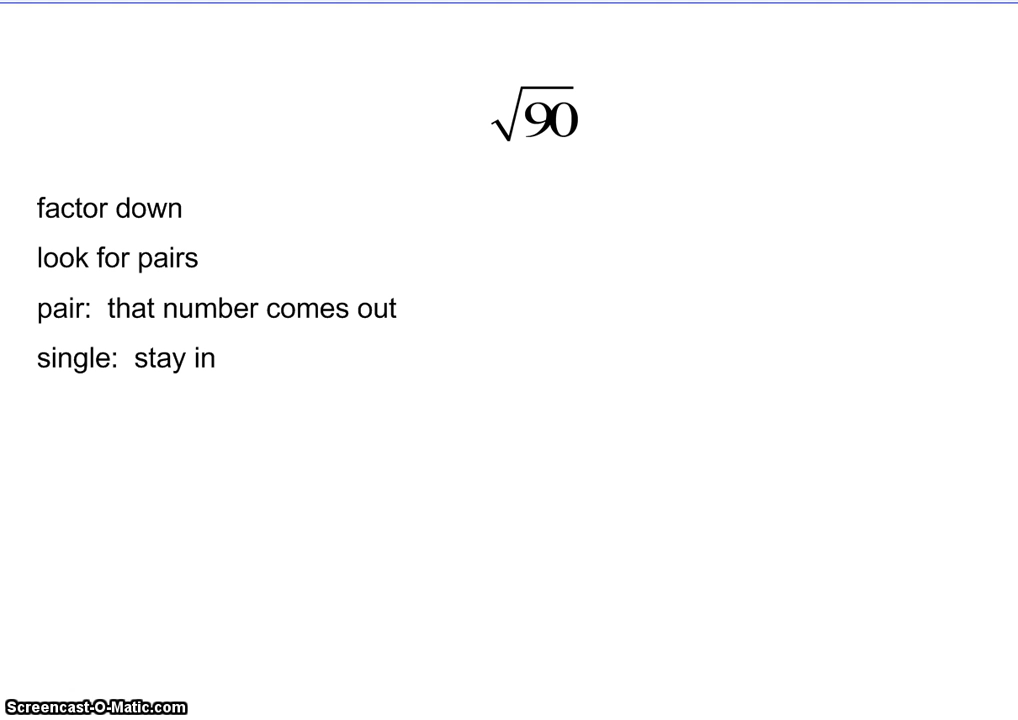 √90
factor down
look for pairs
pair:  that number comes out
single:  stay in
Screencast-O-Matic.com